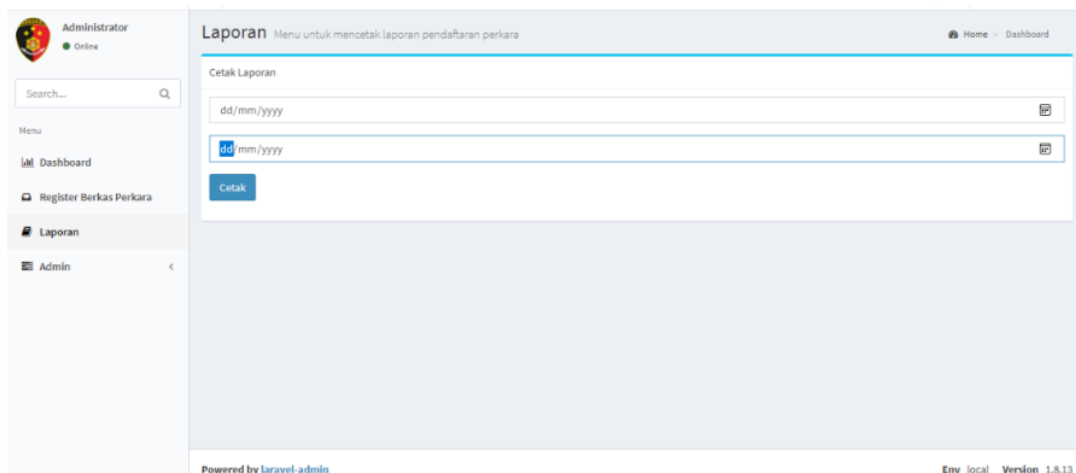 Administrator
Online
Search...
Menu
Dashboard
Register Berkas Perkara
Laporan
Admin
Laporan Menu untuk mencetak laporan pendaftaran perkara
Home > Dashboard
Cetak Laporan
dd/mm/yyyy
dd/mm/yyyy
Cetak
Powered by laravel-admin
Env local Version 1.8.13